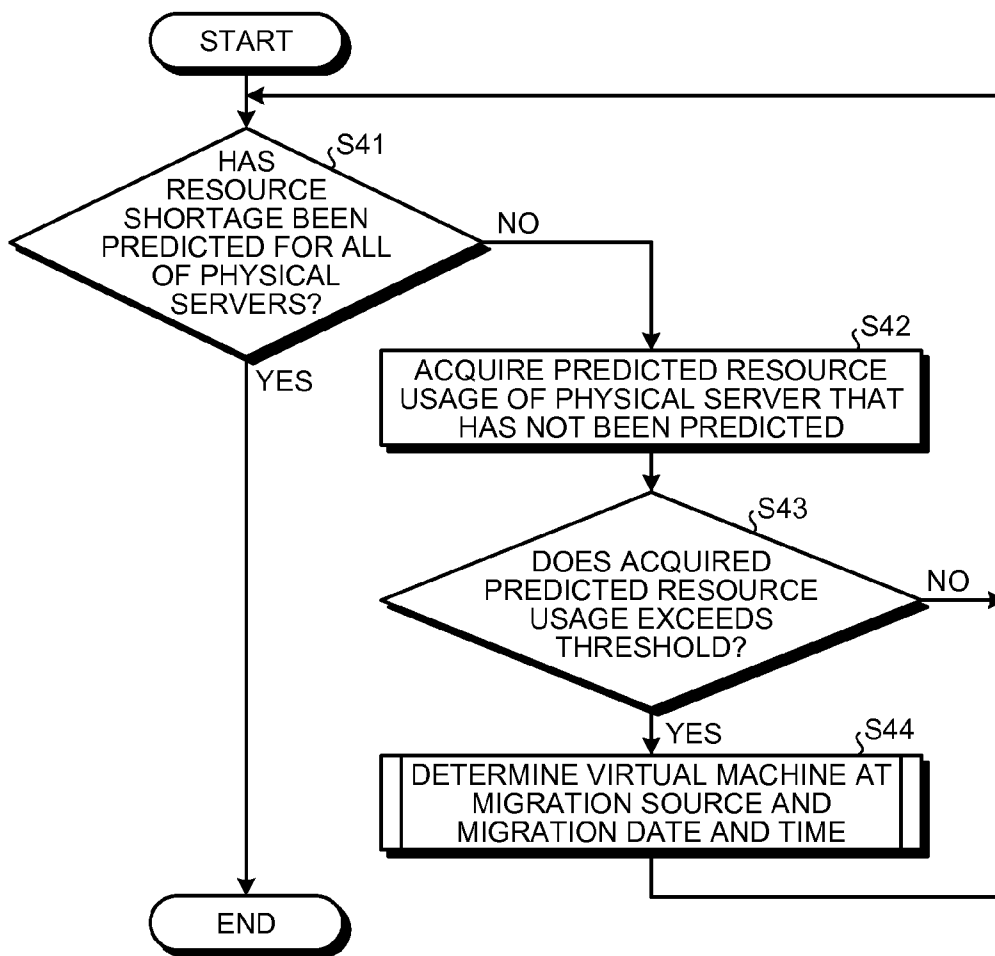 START
S41
HAS
RESOURCE
SHORTAGE BEEN
PREDICTED FOR ALL
OF PHYSICAL
SERVERS?
NO
YES
S42
ACQUIRE PREDICTED RESOURCE
USAGE OF PHYSICAL SERVER THAT
HAS NOT BEEN PREDICTED
S43
DOES ACQUIRED
PREDICTED RESOURCE
USAGE EXCEEDS
THRESHOLD?
NO
YES
S44
DETERMINE VIRTUAL MACHINE AT
MIGRATION SOURCE AND
MIGRATION DATE AND TIME
END